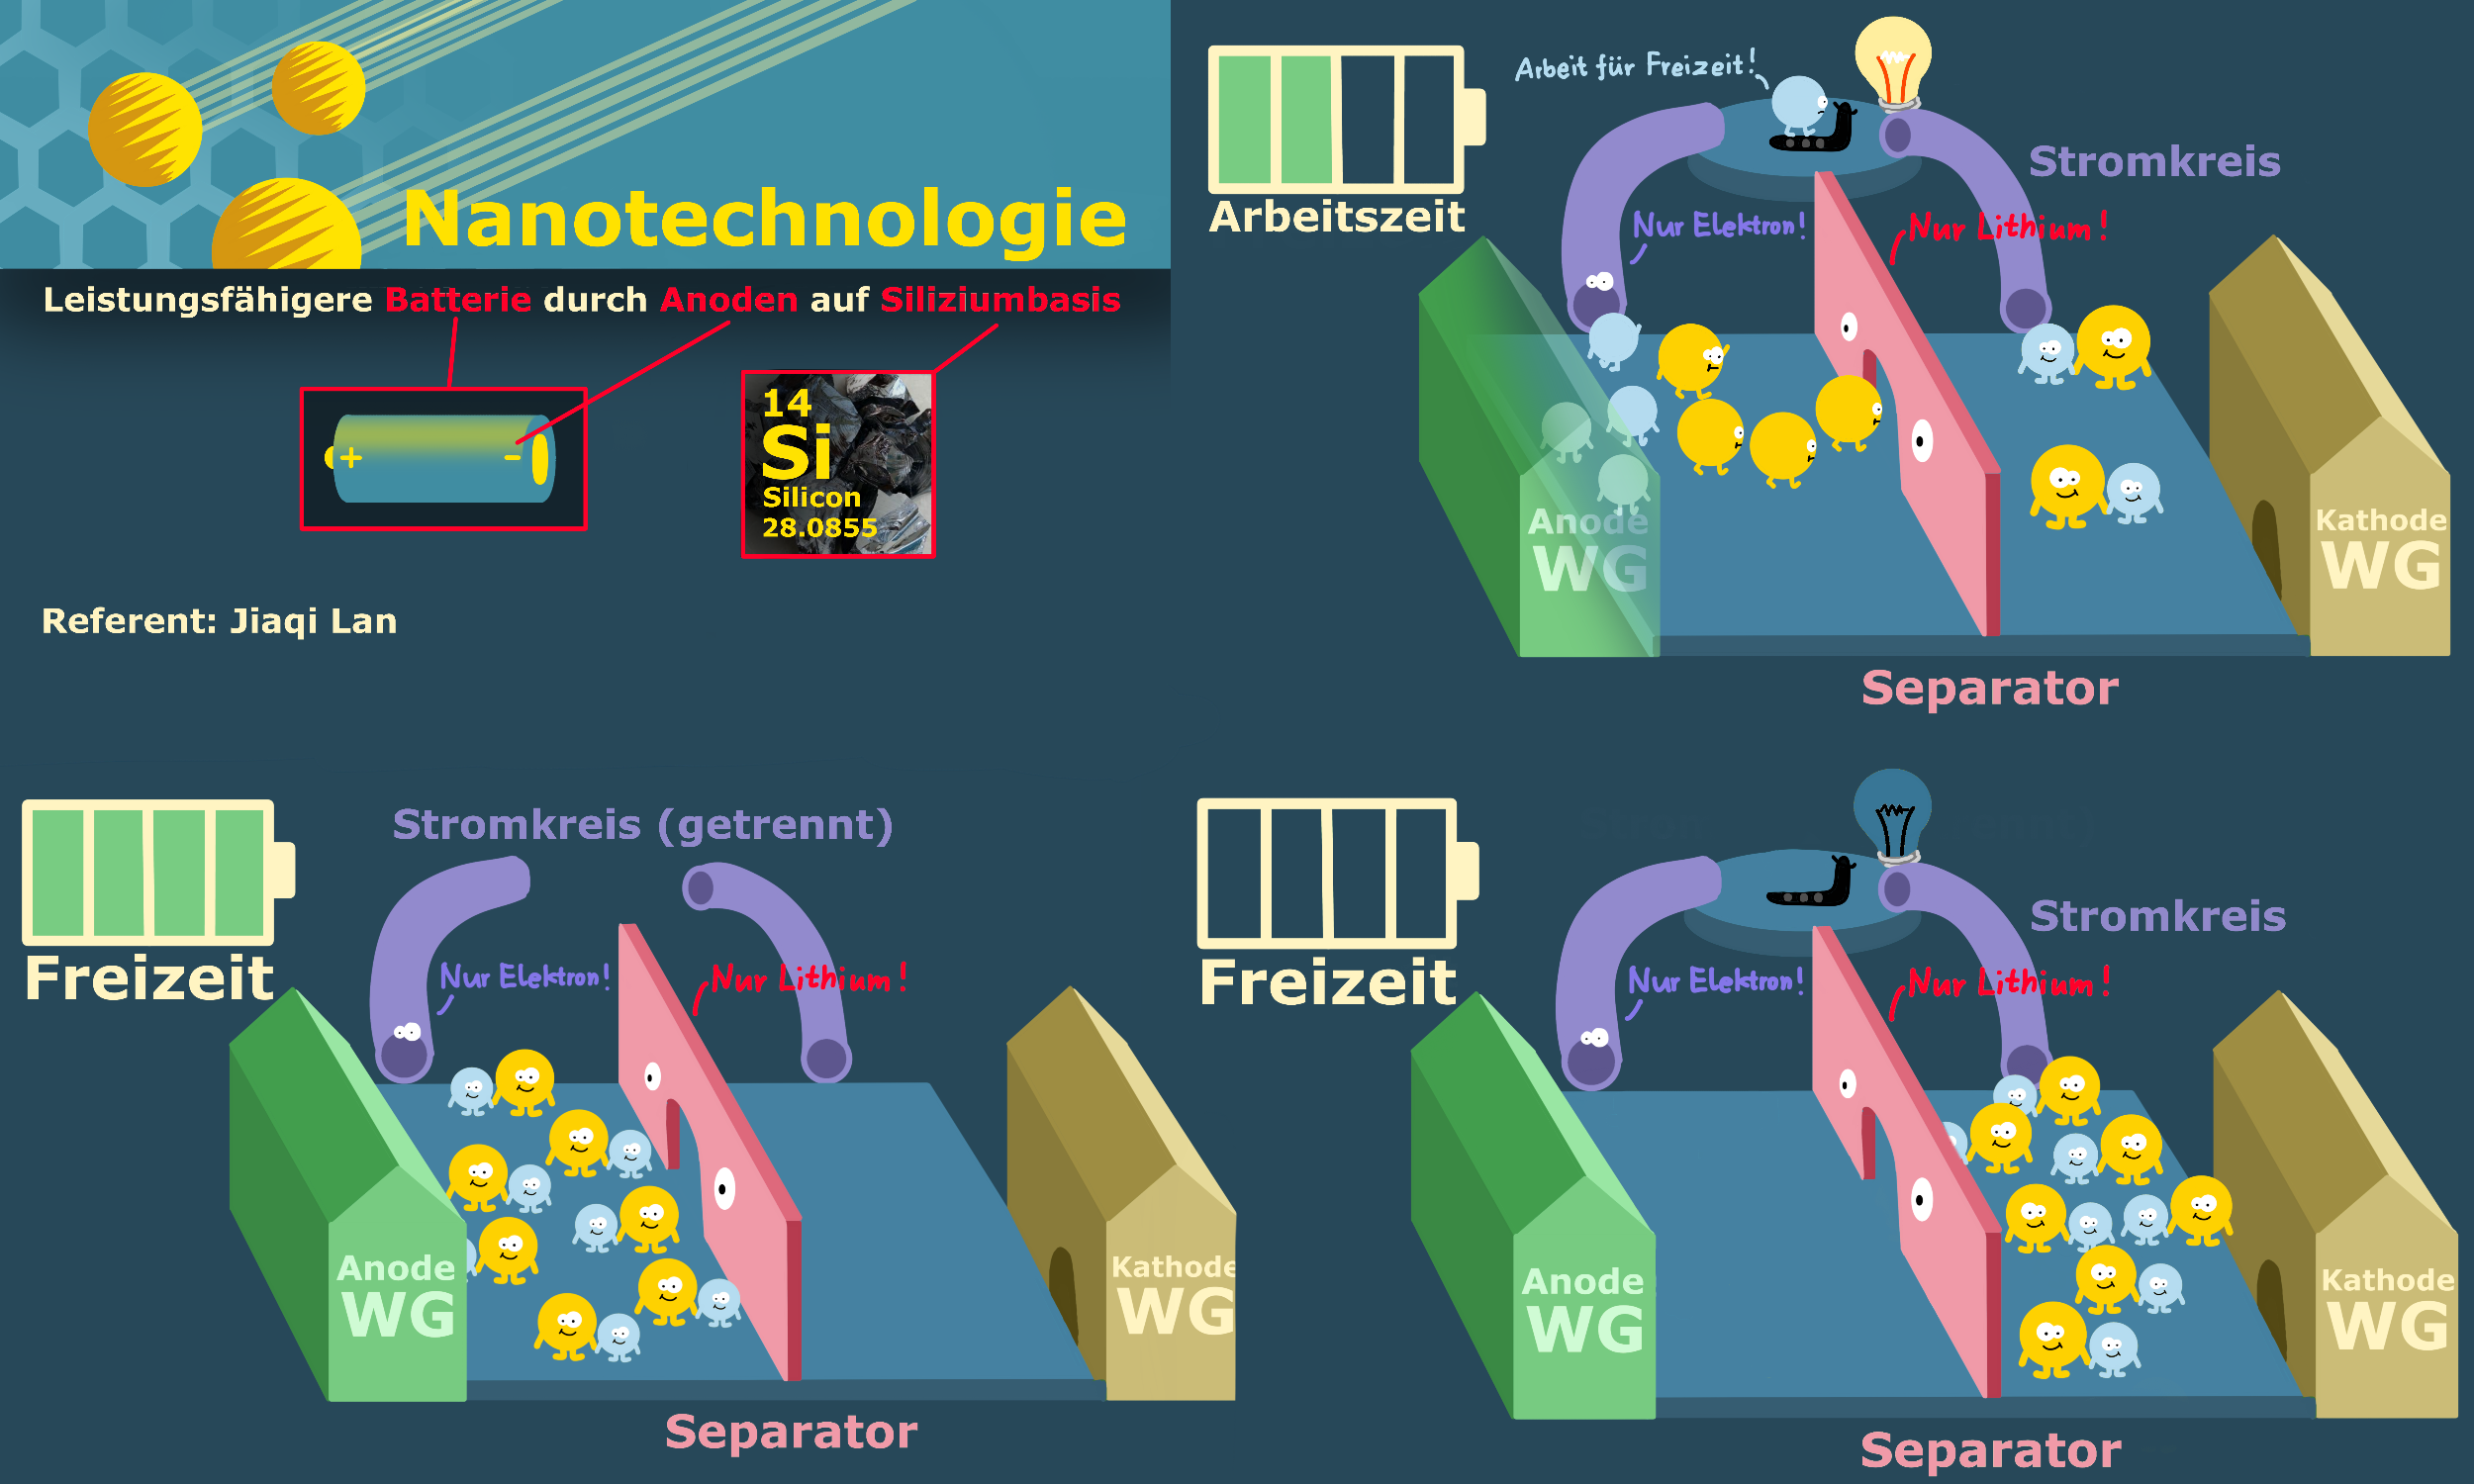 Nanotechnologie
Leistungsfähigere Batterie durch Anoden auf Siliziumbasis
+ -
14
Si
Silicon
28.0855
Referent: Jiaqi Lan
Arbeit für Freizeit!
Arbeitszeit
Stromkreis
Nur Elektron!
Nur Lithium!
Anode
WG
Kathode
WG
Separator
Stromkreis (getrennt)
Freizeit
Nur Elektron!
Nur Lithium!
Anode
WG
Kathode
WG
Separator
Freizeit
Stromkreis
Nur Elektron!
Nur Lithium!
Anode
WG
Kathode
WG
Separator